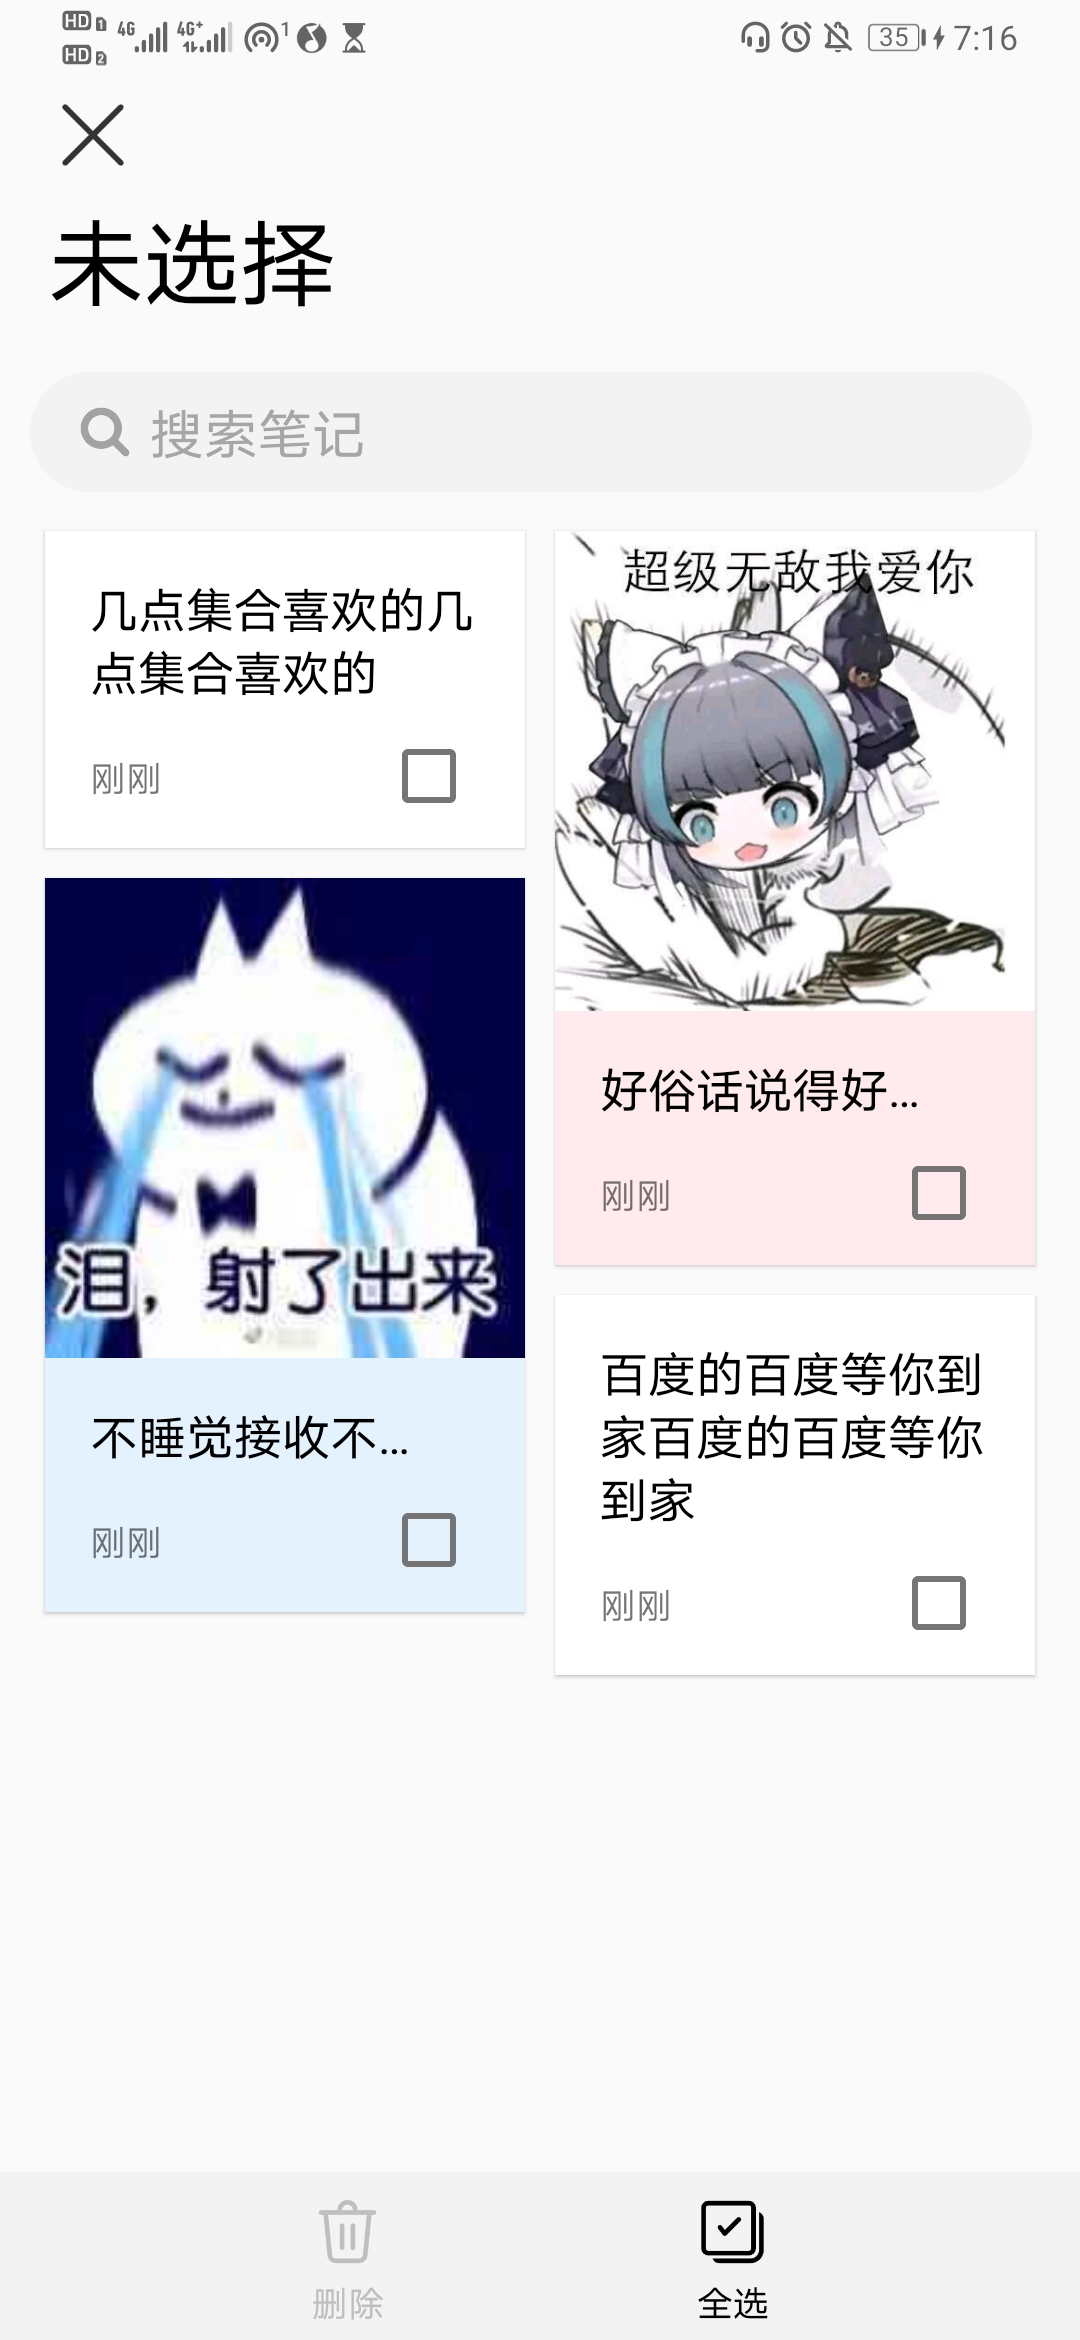 HD 1 4G 4G+ 1 35 7:16
HD 2
未选择
搜索笔记
几点集合喜欢的几
点集合喜欢的
刚刚
泪，射了出来
不睡觉接收不...
刚刚
超级无敌我爱你
好俗话说得好...
刚刚
百度的百度等你到
家百度的百度等你
到家
刚刚
删除
全选